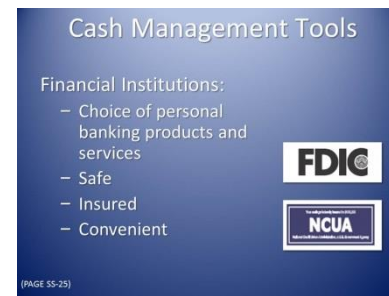 Cash Management Tools
Financial Institutions:
– Choice of personal
banking products and
services
– Safe
– Insured
– Convenient
FDIC
NCUA
(PAGE SS-25)